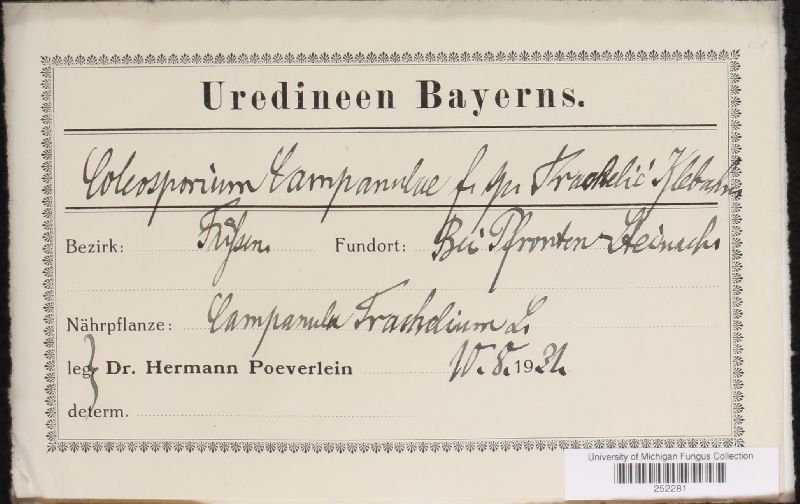 Uredineen Bayerns.
Coleosporium Campanulae f. sp. Trachelii Klebahn
Bezirk: Füssen. Fundort: Bei Pfronten-Steinach.
Nährpflanze: Campanula Trachelium L.
leg. Dr. Hermann Poeverlein 10. 8. 1931.
determ.
University of Michigan Fungus Collection
252281